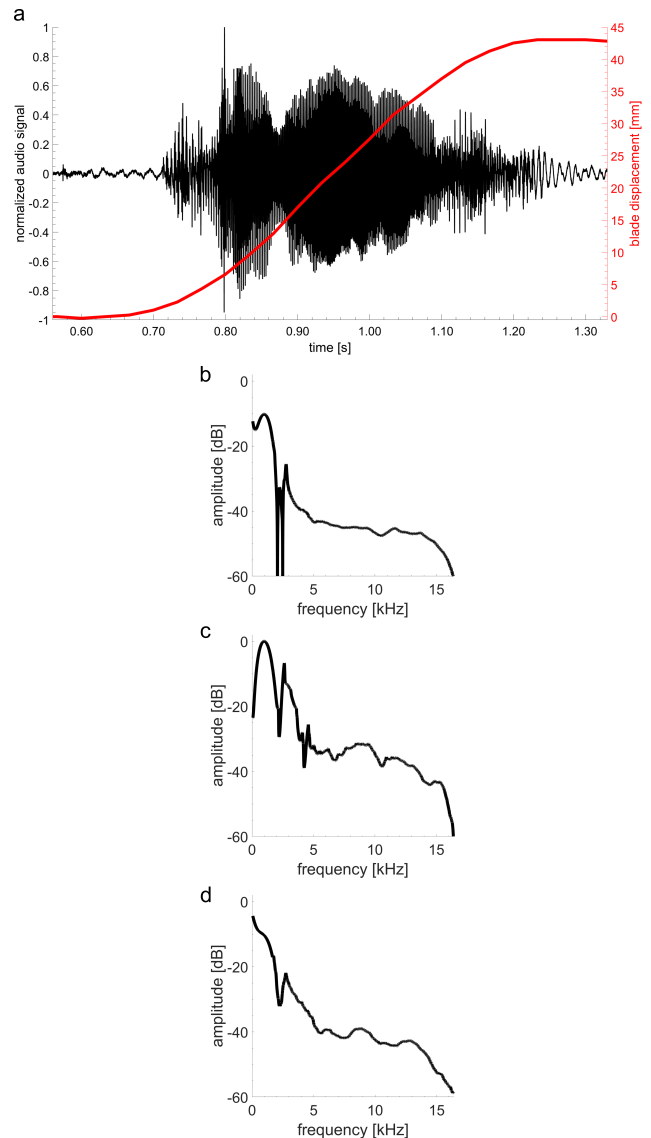 a
1
0.8
0.6
0.4
0.2
0
-0.2
-0.4
-0.6
-0.8
-1
normalized audio signal
45
40
35
30
25
20
15
10
5
0
blade displacement [mm]
0.60 0.70 0.80 0.90 1.00 1.10 1.20 1.30
time [s]
b
0
-20
-40
-60
amplitude [dB]
0 5 10 15
frequency [kHz]
c
0
-20
-40
-60
amplitude [dB]
0 5 10 15
frequency [kHz]
d
0
-20
-40
-60
amplitude [dB]
0 5 10 15
frequency [kHz]